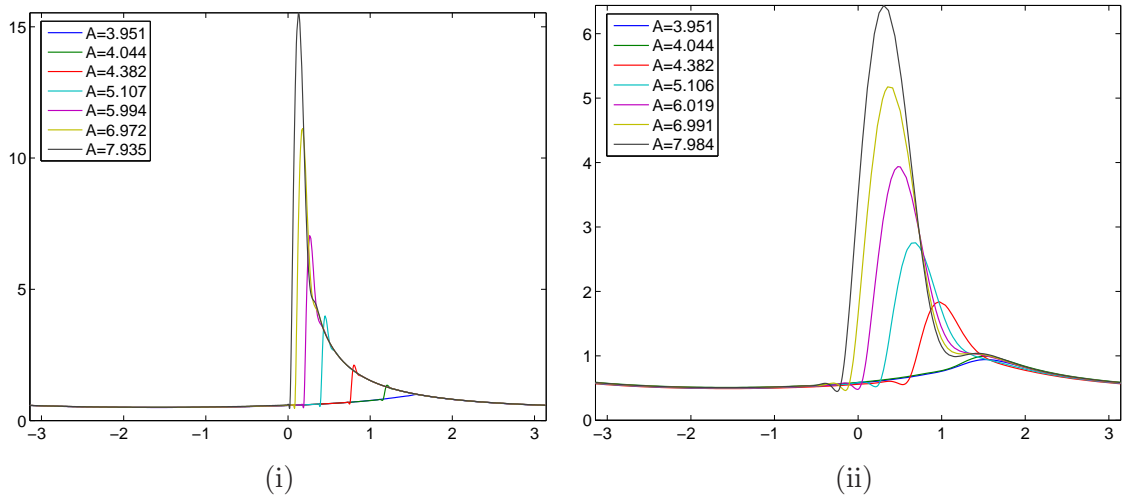 15
10
5
0
A=3.951
A=4.044
A=4.382
A=5.107
A=5.994
A=6.972
A=7.935
−3 −2 −1 0 1 2 3
(i)
6
5
4
3
2
1
0
A=3.951
A=4.044
A=4.382
A=5.106
A=6.019
A=6.991
A=7.984
−3 −2 −1 0 1 2 3
(ii)